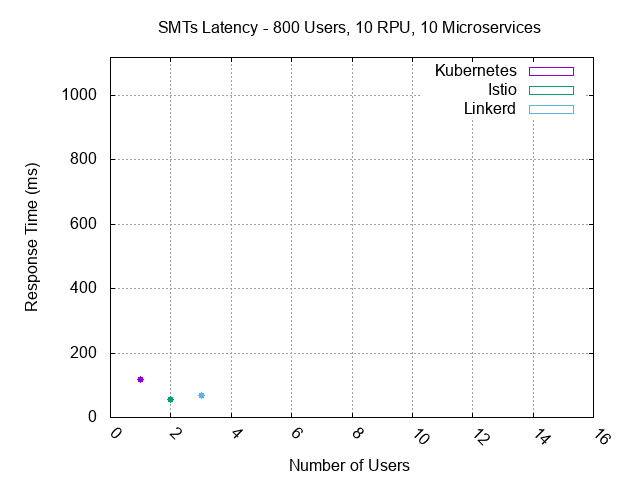 SMTs Latency - 800 Users, 10 RPU, 10 Microservices
Kubernetes
Istio
Linkerd
1000
800
600
400
200
0
Response Time (ms)
0 2 4 6 8 10 12 14 16
Number of Users